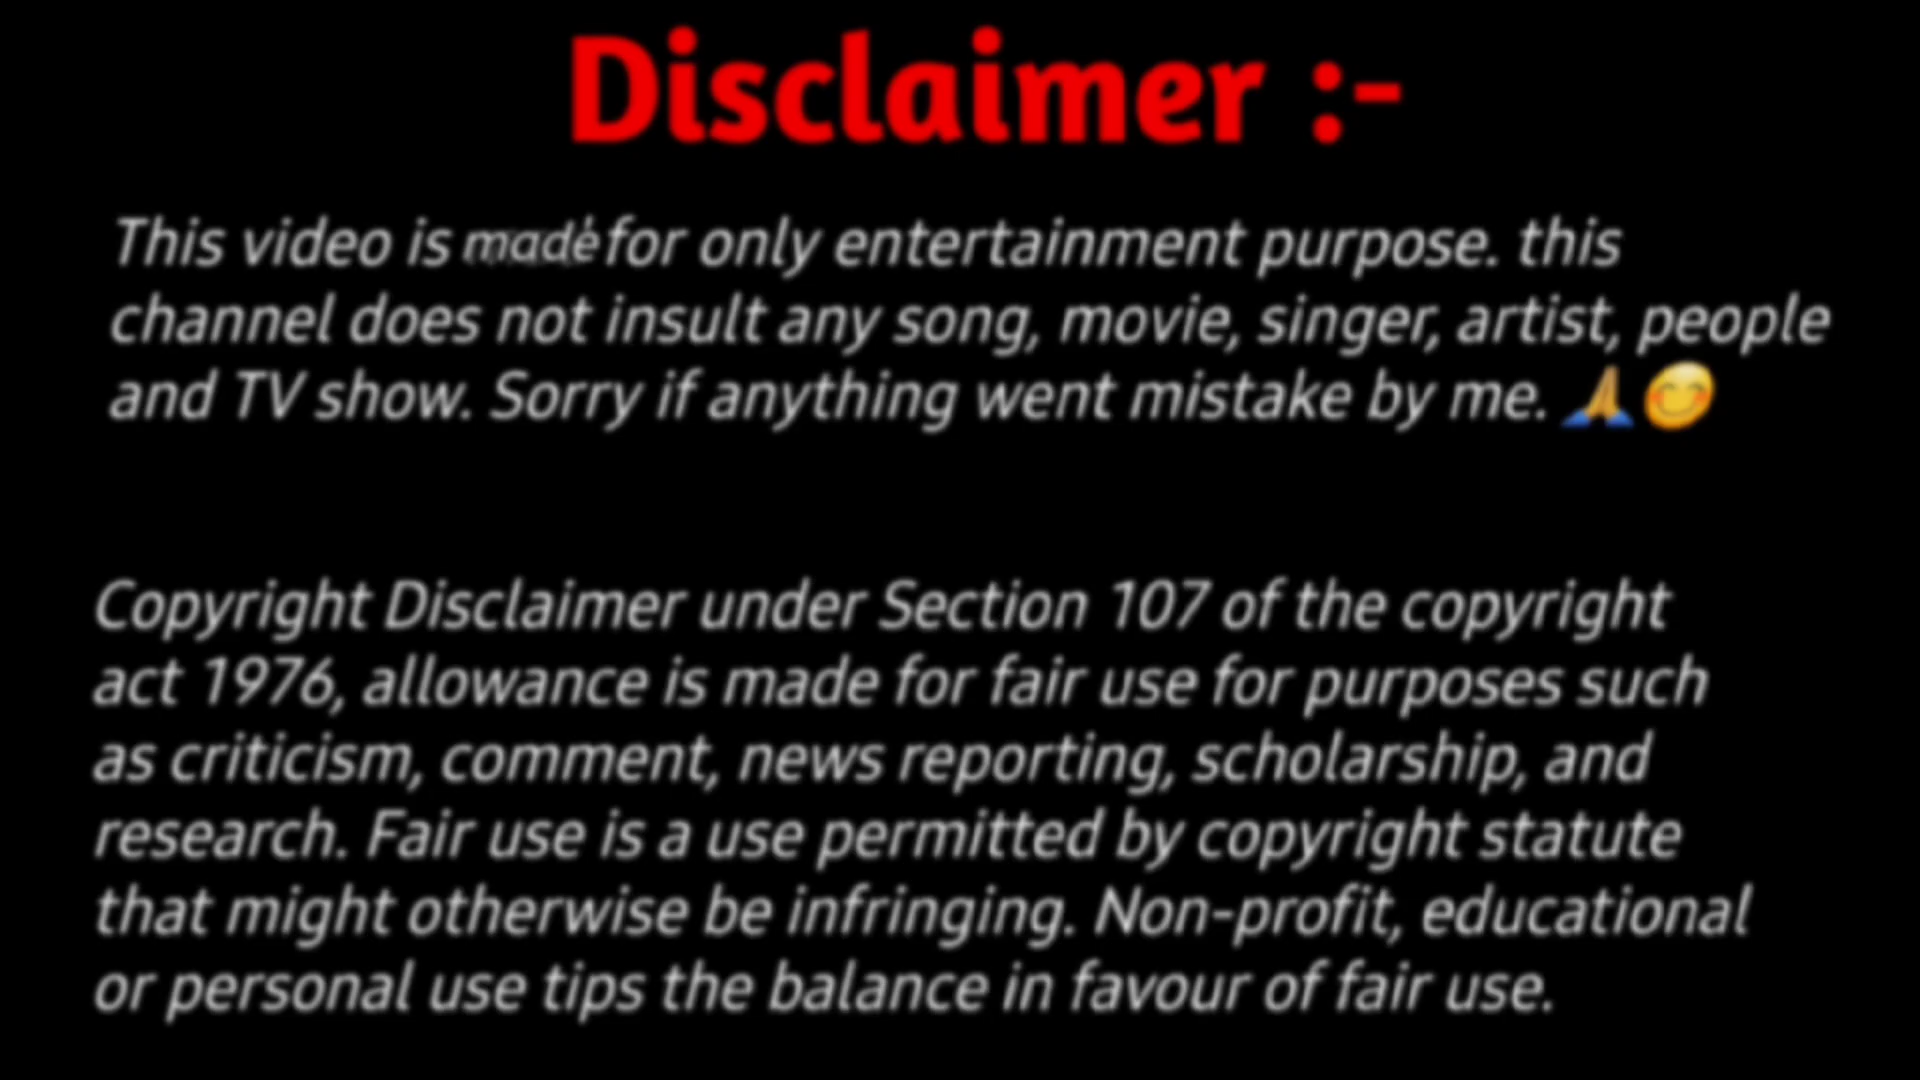 Disclaimer :-
This video is made for only entertainment purpose. this
channel does not insult any song, movie, singer, artist, people
and TV show. Sorry if anything went mistake by me. 🙏😊
Copyright Disclaimer under Section 107 of the copyright
act 1976, allowance is made for fair use for purposes such
as criticism, comment, news reporting, scholarship, and
research. Fair use is a use permitted by copyright statute
that might otherwise be infringing. Non-profit, educational
or personal use tips the balance in favour of fair use.